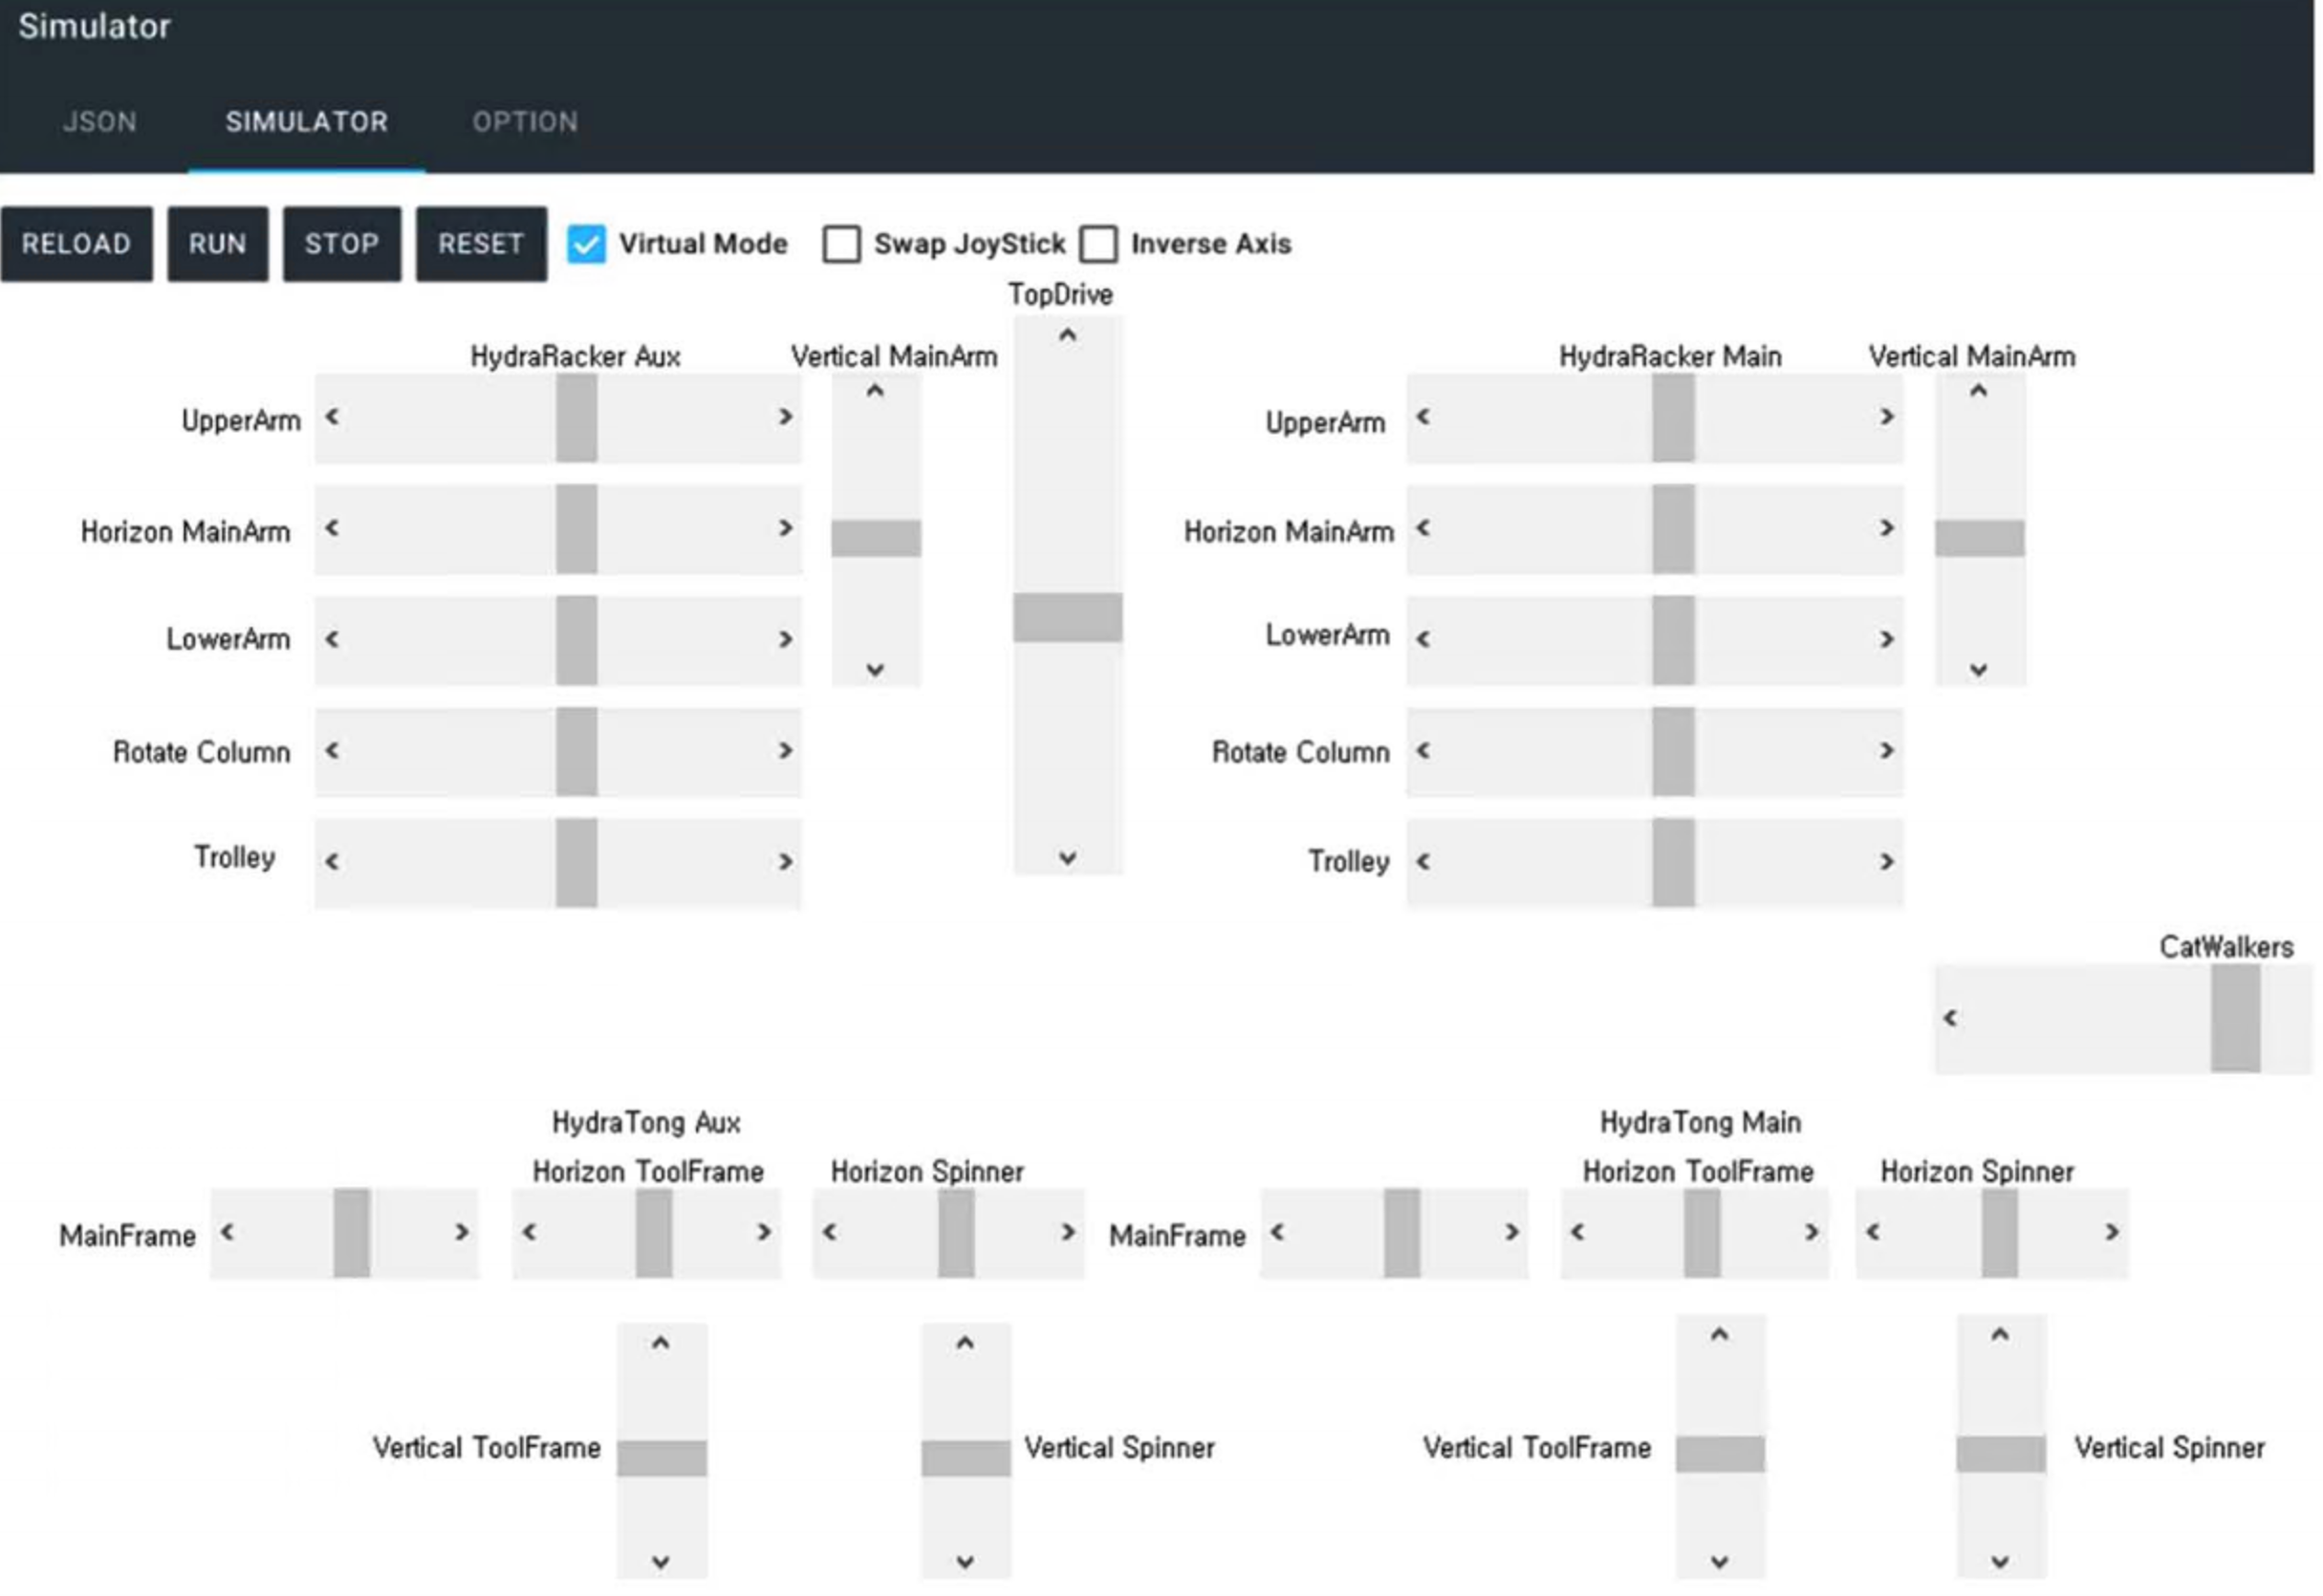 Simulator
JSON SIMULATOR OPTION
RELOAD RUN STOP RESET Virtual Mode Swap JoyStick Inverse Axis
TopDrive
HydraRacker Aux Vertical MainArm HydraRacker Main Vertical MainArm
UpperArm UpperArm
Horizon MainArm Horizon MainArm
LowerArm LowerArm
Rotate Column Rotate Column
Trolley Trolley
CatWalkers
HydraTong Aux HydraTong Main
Horizon ToolFrame Horizon Spinner Horizon ToolFrame Horizon Spinner
MainFrame MainFrame
Vertical ToolFrame Vertical Spinner Vertical ToolFrame Vertical Spinner